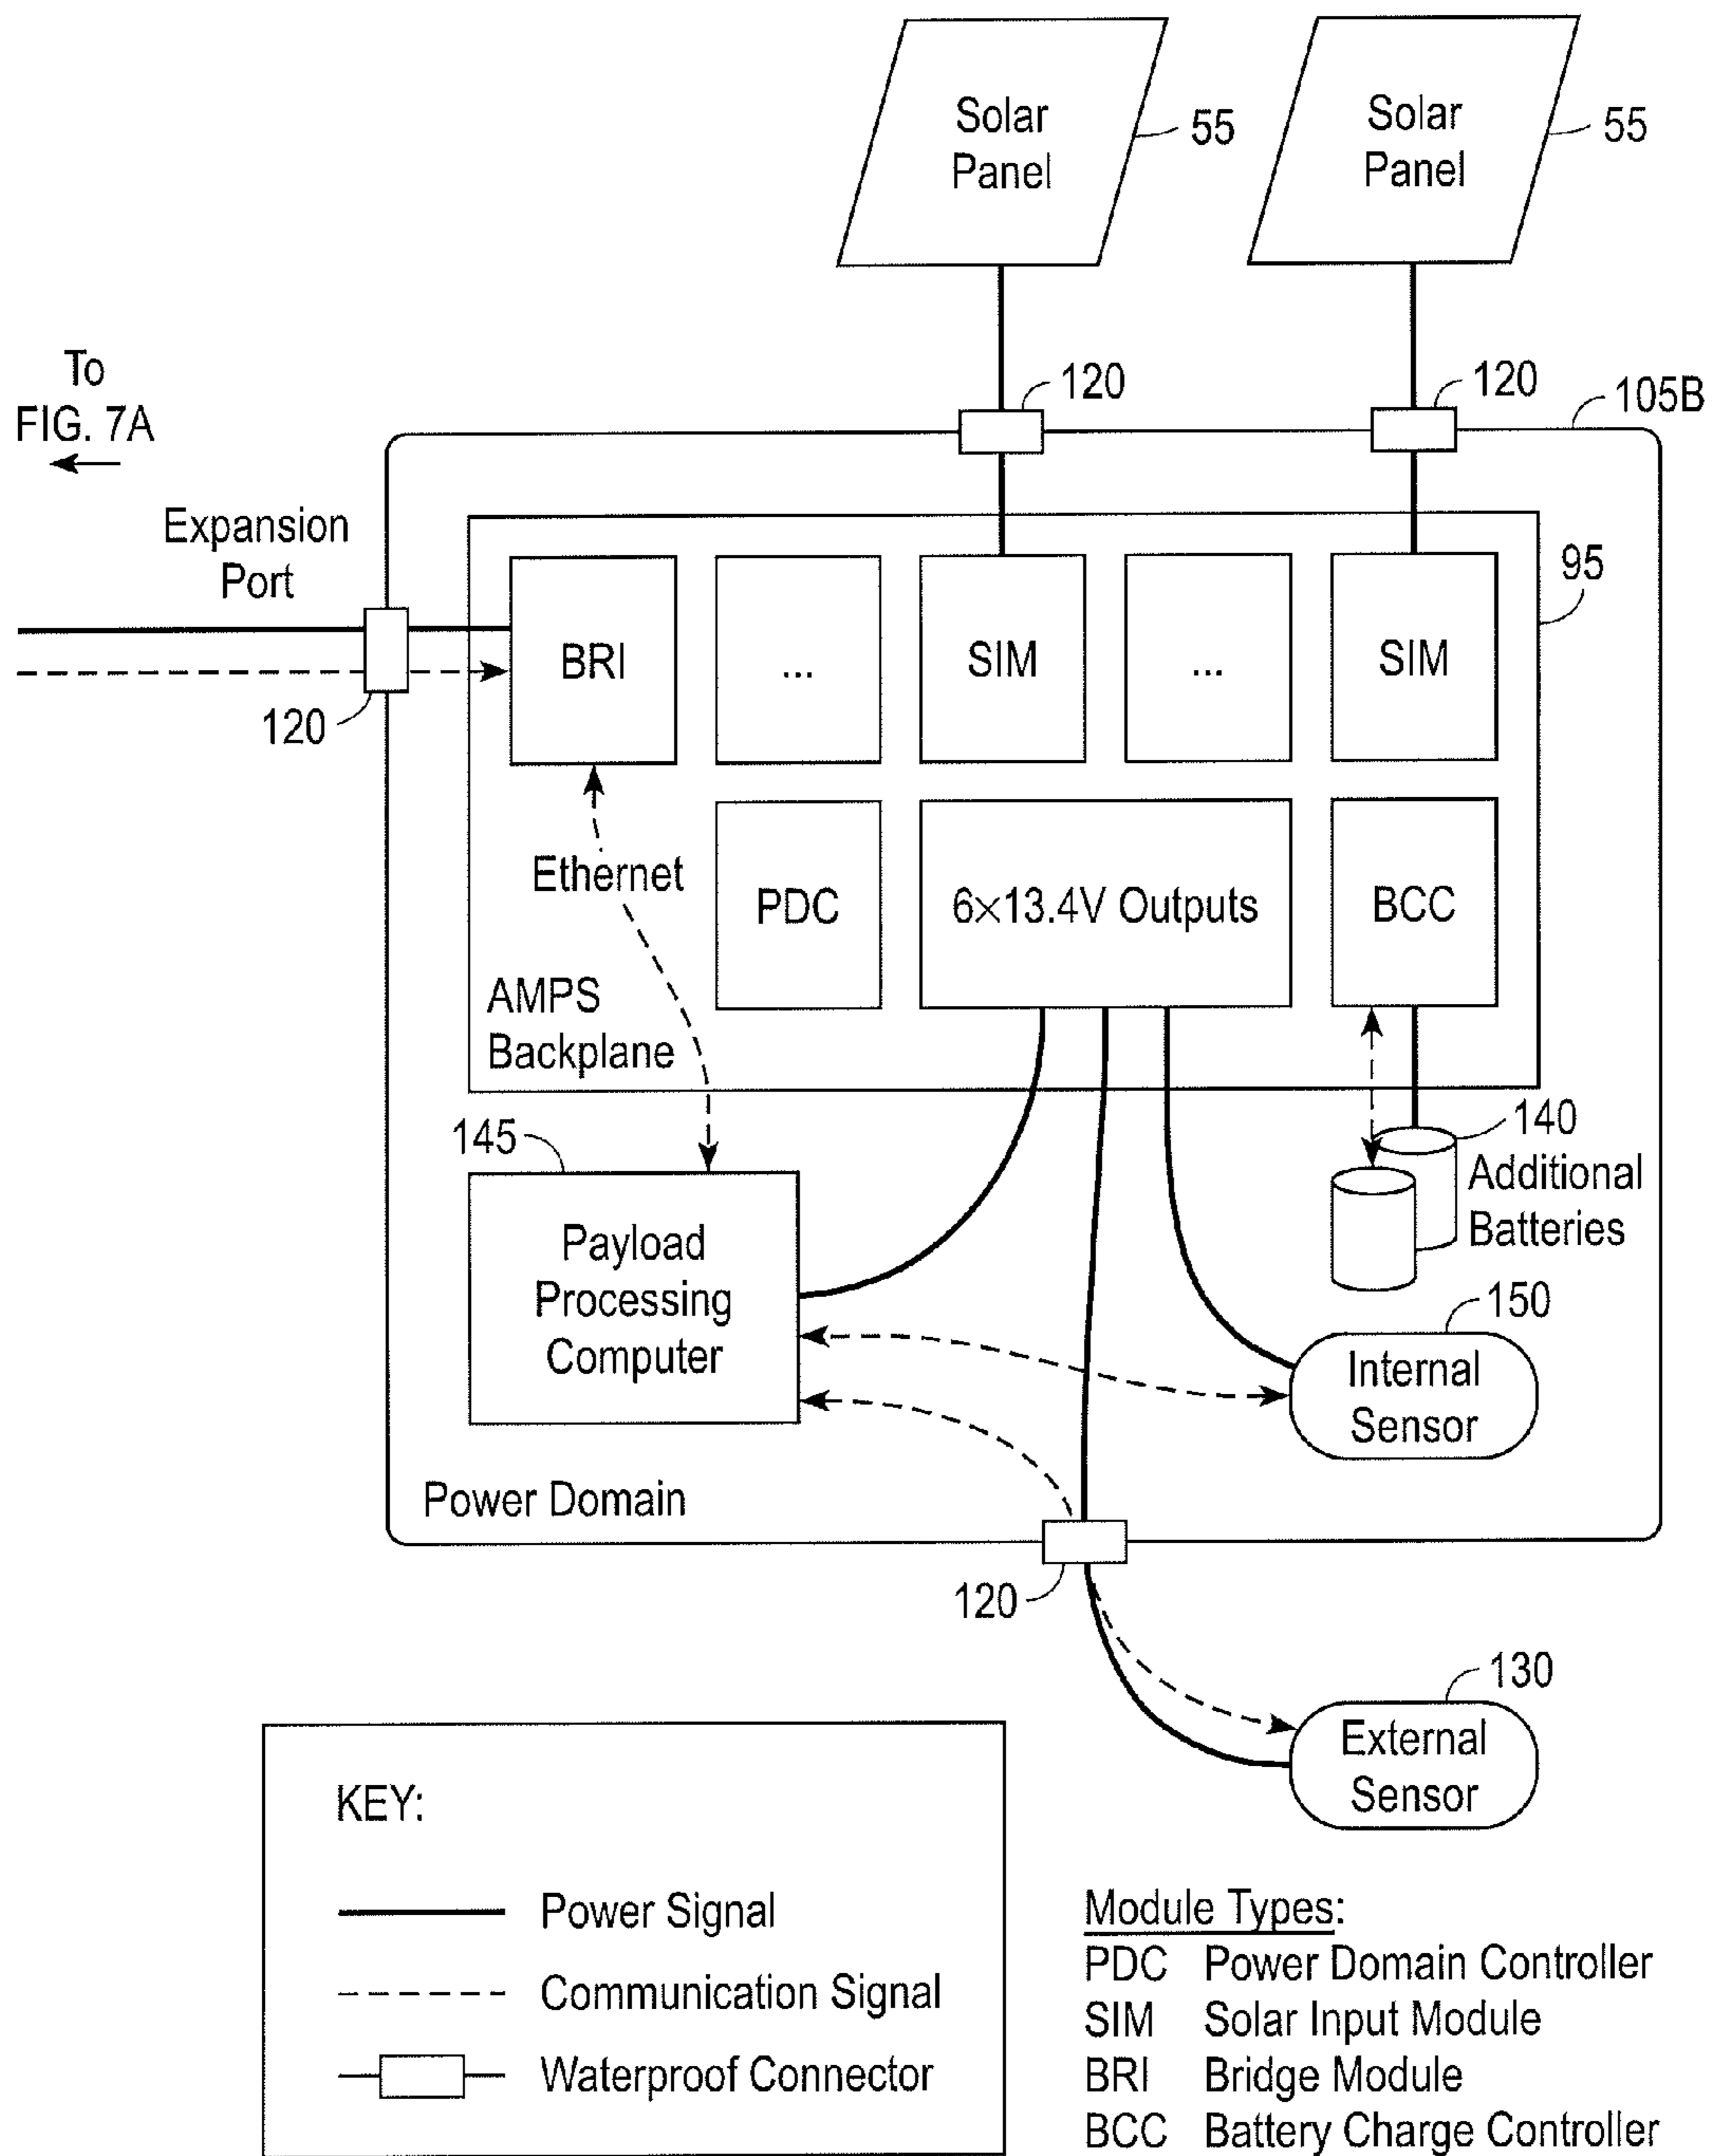 Solar
Panel
55
Solar
Panel
55
To
FIG. 7A
120
120
105B
Expansion
Port
95
BRI
...
SIM
...
SIM
120
Ethernet
PDC
6×13.4V Outputs
BCC
AMPS
Backplane
145
140
Additional
Batteries
Payload
Processing
Computer
150
Internal
Sensor
Power Domain
120
130
External
Sensor
KEY:
Power Signal
Communication Signal
Waterproof Connector
Module Types:
PDC Power Domain Controller
SIM Solar Input Module
BRI Bridge Module
BCC Battery Charge Controller